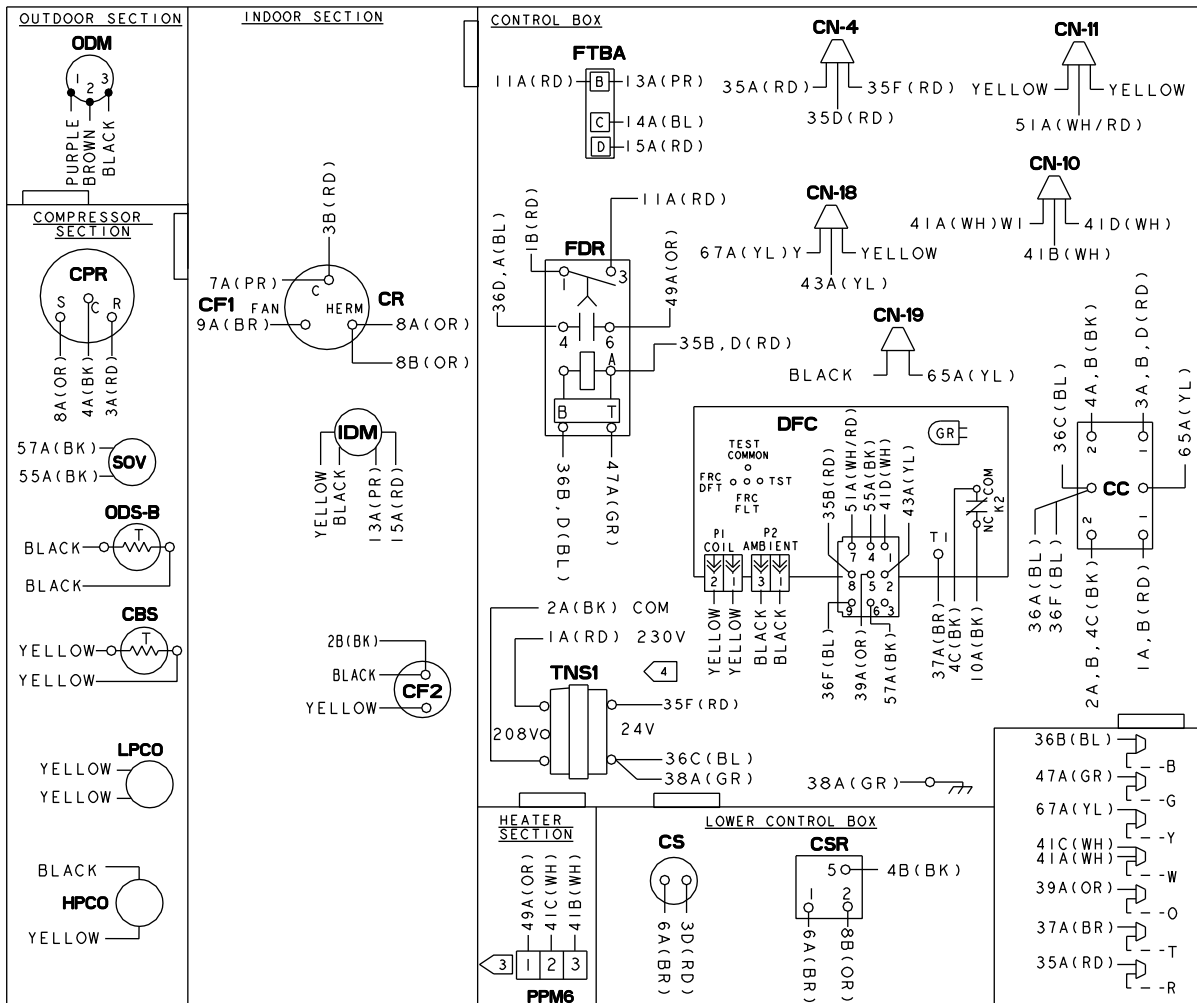 OUTDOOR SECTION
ODM
1 2 3
PURPLE
BROWN
BLACK
COMPRESSOR SECTION
CPR
S C R
8A(OR)
4A(BK)
3A(RD)
57A(BK)
55A(BK)
SOV
ODS-B
BLACK
T
BLACK
CBS
YELLOW
T
YELLOW
LPCO
YELLOW
YELLOW
BLACK
HPCO
YELLOW
INDOOR SECTION
3B(RD)
7A(PR)
C
CF1 FAN HERM CR
9A(BR)
8A(OR)
8B(OR)
IDM
YELLOW
BLACK
13A(PR)
15A(RD)
2B(BK)
BLACK
CF2
YELLOW
CONTROL BOX
FTBA
11A(RD) B 13A(PR)
C 14A(BL)
D 15A(RD)
CN-4
35A(RD) 35F(RD)
35D(RD)
CN-11
YELLOW YELLOW
51A(WH/RD)
CN-10
41A(WH)W1 41D(WH)
41B(WH)
CN-18
67A(YL)Y YELLOW
43A(YL)
CN-19
BLACK 65A(YL)
FDR
36D,A(BL)
1B(RD)
11A(RD)
49A(OR)
1 3
4 6
A
35B,D(RD)
B T
36B,D(BL)
47A(GR)
DFC
GR
TEST COMMON
FRC DFT
TST
FRC FLT
P1 COIL
2 1
P2 AMBIENT
3 1
YELLOW
YELLOW
BLACK
BLACK
35B(RD)
51A(WH/RD)
55A(BK)
41D(WH)
43A(YL)
7 4 1
8 5 2
9 6 3
36F(BL)
39A(OR)
57A(BK)
T1
COM
K2
NC
37A(BR)
4C(BK)
10A(BK)
36C(BL)
4A,B(BK)
3A,B,D(RD)
65A(YL)
2 1
CC
2 1
36A(BL)
36F(BL)
2A,B,4C(BK)
1A,B(RD)
2A(BK) COM
1A(RD) 230V
4
TNS1
35F(RD)
208V 24V
36C(BL)
38A(GR)
38A(GR)
36B(BL)
B
47A(GR)
G
67A(YL)
Y
41C(WH)
41A(WH)
W
39A(OR)
O
37A(BR)
T
35A(RD)
R
HEATER SECTION
49A(OR)
41C(WH)
41B(WH)
3 1 2 3
PPM6
LOWER CONTROL BOX
CS
6A(BR)
3D(RD)
CSR
5 4B(BK)
1 2
6A(BR)
8B(OR)